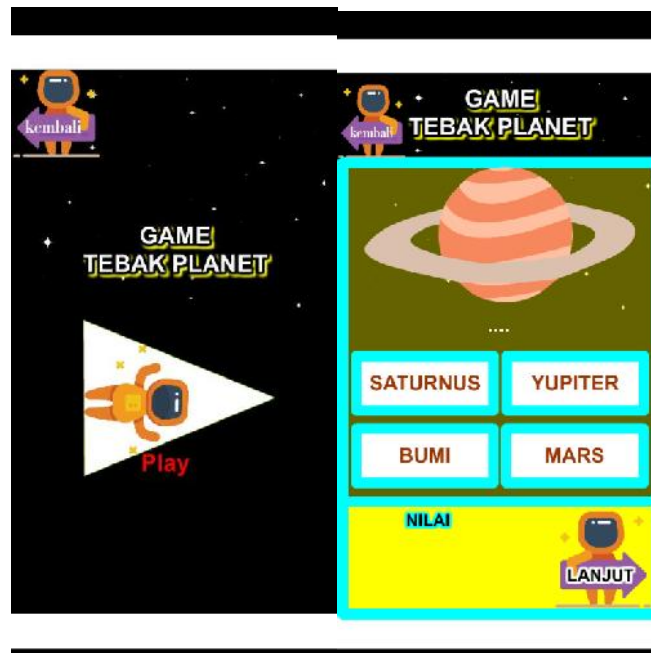 kembali
GAME
TEBAK PLANET
Play
kembali
GAME
TEBAK PLANET
....
SATURNUS
YUPITER
BUMI
MARS
NILAI
LANJUT